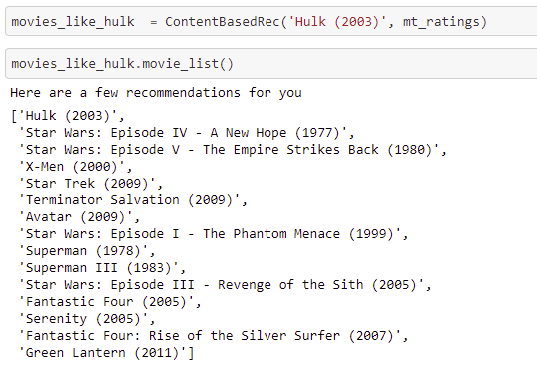 movies_like_hulk  = ContentBasedRec('Hulk (2003)', mt_ratings)
movies_like_hulk.movie_list()
Here are a few recommendations for you
['Hulk (2003)',
 'Star Wars: Episode IV - A New Hope (1977)',
 'Star Wars: Episode V - The Empire Strikes Back (1980)',
 'X-Men (2000)',
 'Star Trek (2009)',
 'Terminator Salvation (2009)',
 'Avatar (2009)',
 'Star Wars: Episode I - The Phantom Menace (1999)',
 'Superman (1978)',
 'Superman III (1983)',
 'Star Wars: Episode III - Revenge of the Sith (2005)',
 'Fantastic Four (2005)',
 'Serenity (2005)',
 'Fantastic Four: Rise of the Silver Surfer (2007)',
 'Green Lantern (2011)']